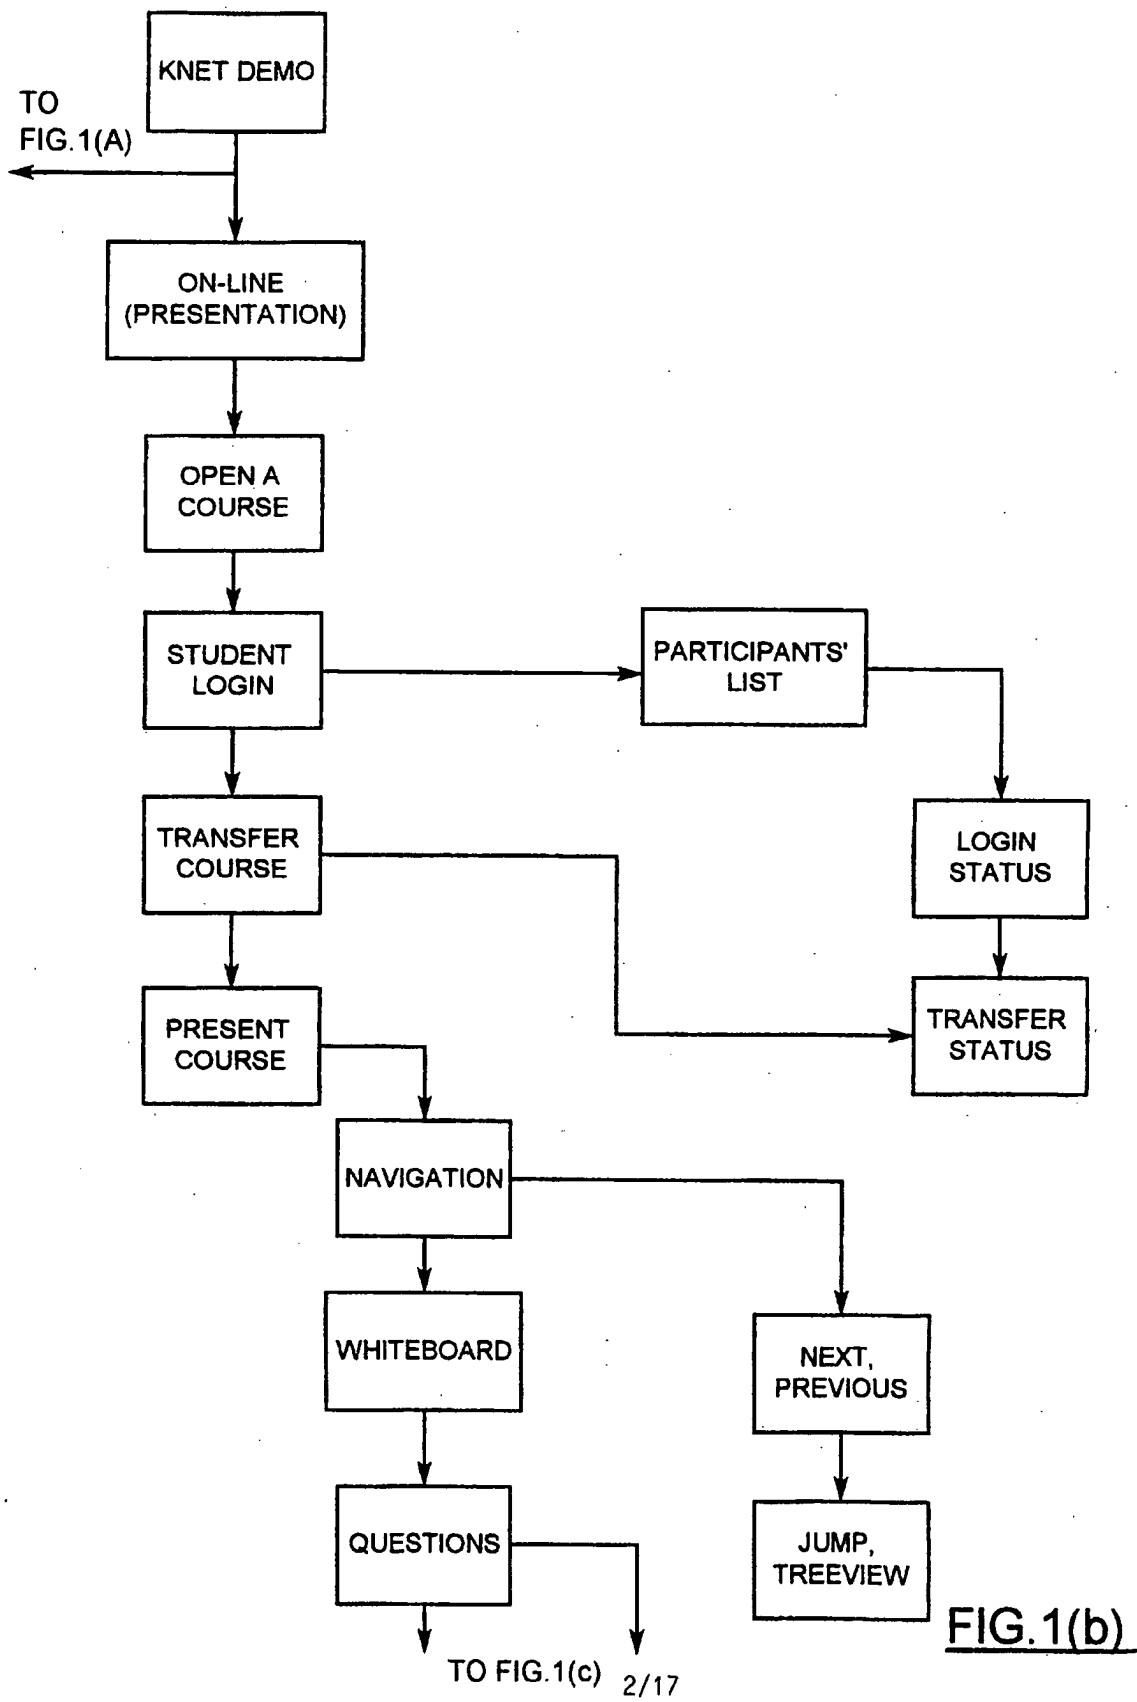 KNET DEMO
TO
FIG.1(A)
ON-LINE
(PRESENTATION)
OPEN A
COURSE
STUDENT
LOGIN
PARTICIPANTS'
LIST
TRANSFER
COURSE
LOGIN
STATUS
PRESENT
COURSE
TRANSFER
STATUS
NAVIGATION
WHITEBOARD
NEXT,
PREVIOUS
QUESTIONS
JUMP,
TREEVIEW
FIG.1(b)
TO FIG.1(c)
2/17